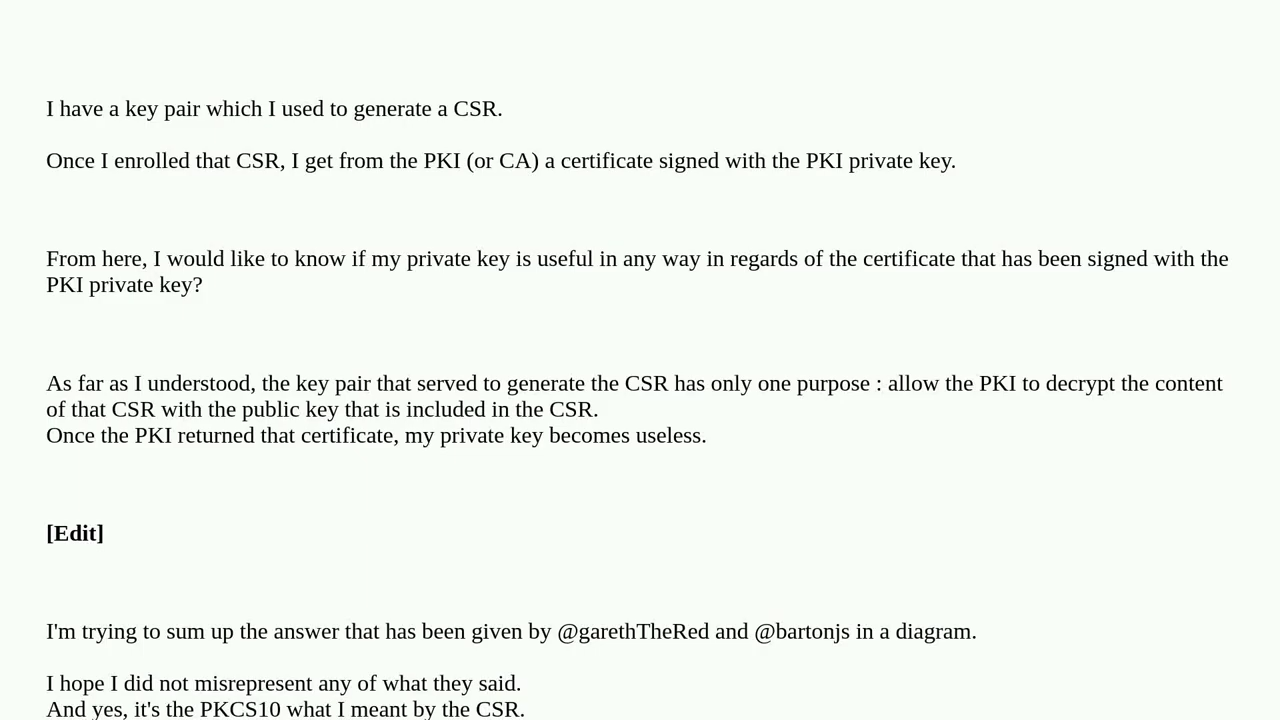 I have a key pair which I used to generate a CSR.
Once I enrolled that CSR, I get from the PKI (or CA) a certificate signed with the PKI private key.
From here, I would like to know if my private key is useful in any way in regards of the certificate that has been signed with the
PKI private key?
As far as I understood, the key pair that served to generate the CSR has only one purpose : allow the PKI to decrypt the content
of that CSR with the public key that is included in the CSR.
Once the PKI returned that certificate, my private key becomes useless.
[Edit]
I'm trying to sum up the answer that has been given by @garethTheRed and @bartonjs in a diagram.
I hope I did not misrepresent any of what they said.
And yes, it's the PKCS10 what I meant by the CSR.